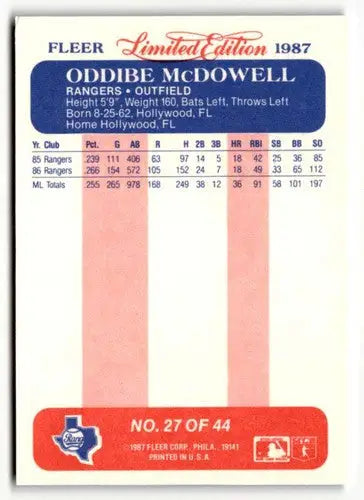 FLEER Limited Edition 1987
ODDIBE McDOWELL
RANGERS • OUTFIELD
Height 5'9", Weight 160, Bats Left, Throws Left
Born 8-25-62, Hollywood, FL
Home Hollywood, FL
Yr. Club Pct. G AB R H 2B 3B HR RBI SB BB SO
85 Rangers .239 111 406 63 97 14 5 18 42 25 36 85
86 Rangers .266 154 572 105 152 24 7 18 49 33 65 112
ML Totals .255 265 978 168 249 38 12 36 91 58 101 197
NO. 27 OF 44
Rangers
©1987 FLEER CORP., PHILA., 19141
PRINTED IN U.S.A